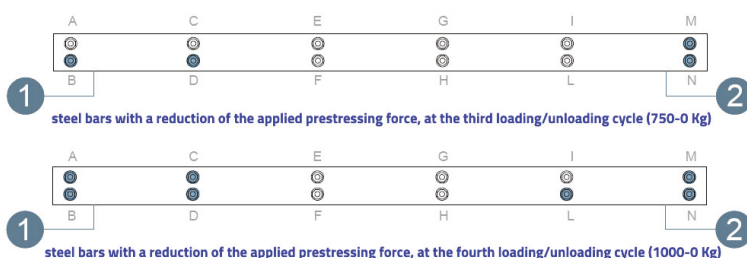 A C E G I M
1 2
B D F H L N
steel bars with a reduction of the applied prestressing force, at the third loading/unloading cycle (750-0 Kg)
A C E G I M
1 2
B D F H L N
steel bars with a reduction of the applied prestressing force, at the fourth loading/unloading cycle (1000-0 Kg)